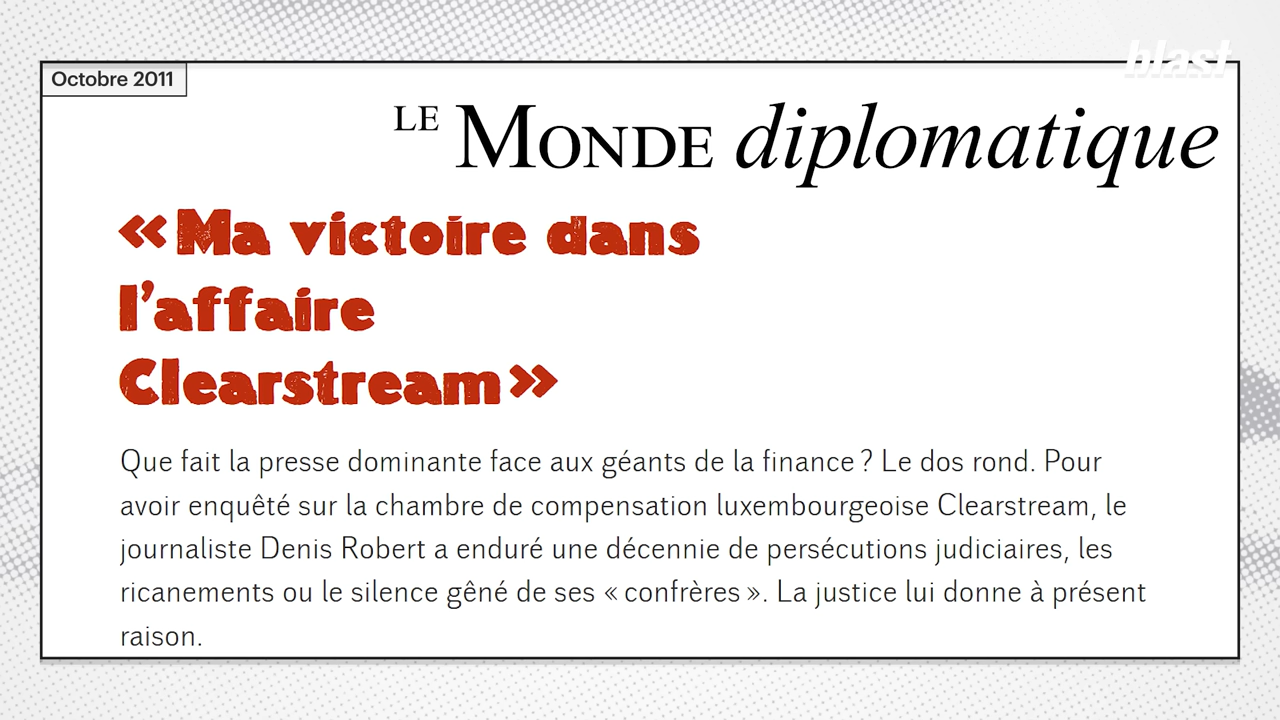 blast
Octobre 2011
LE MONDE diplomatique
« Ma victoire dans
l’affaire
Clearstream »
Que fait la presse dominante face aux géants de la finance ? Le dos rond. Pour
avoir enquêté sur la chambre de compensation luxembourgeoise Clearstream, le
journaliste Denis Robert a enduré une décennie de persécutions judiciaires, les
ricanements ou le silence gêné de ses « confrères ». La justice lui donne à présent
raison.